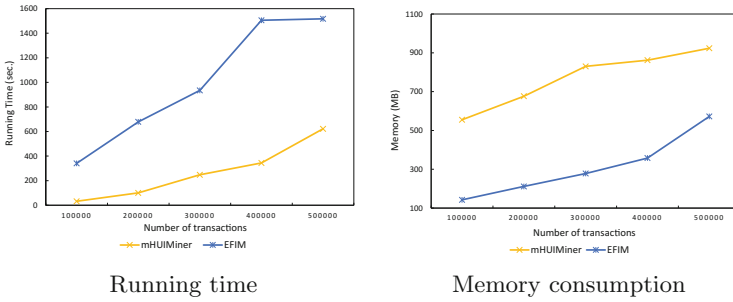 1600
1400
1200
1000
800
600
400
200
0
Running Time (sec.)
100000 200000 300000 400000 500000
Number of transactions
mHUIMiner EFIM
Running time
1100
900
700
500
300
100
Memory (MB)
100000 200000 300000 400000 500000
Number of transactions
mHUIMiner EFIM
Memory consumption